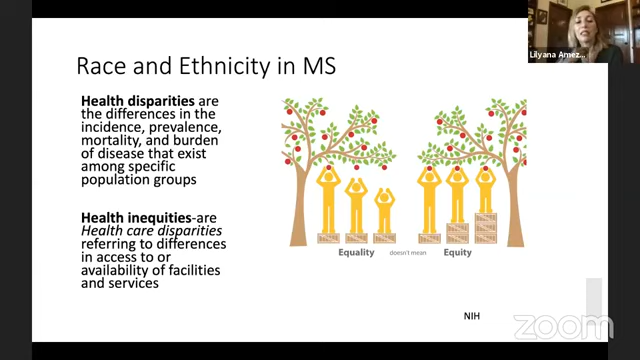 Lilyana Amez...
Race and Ethnicity in MS
Health disparities are
the differences in the
incidence, prevalence,
mortality, and burden
of disease that exist
among specific
population groups
Health inequities-are
Health care disparities
referring to differences
in access to or
availability of facilities
and services
Equality doesn't mean Equity
NIH
zoom